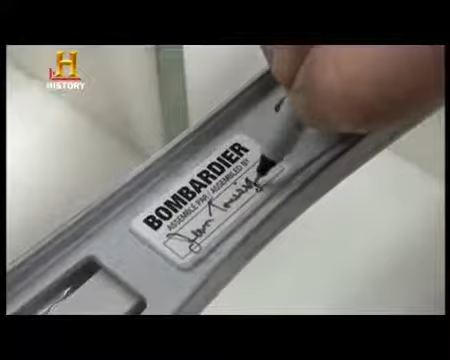 H
HISTORY
BOMBARDIER
ASSEMBLÉ PAR / ASSEMBLED BY